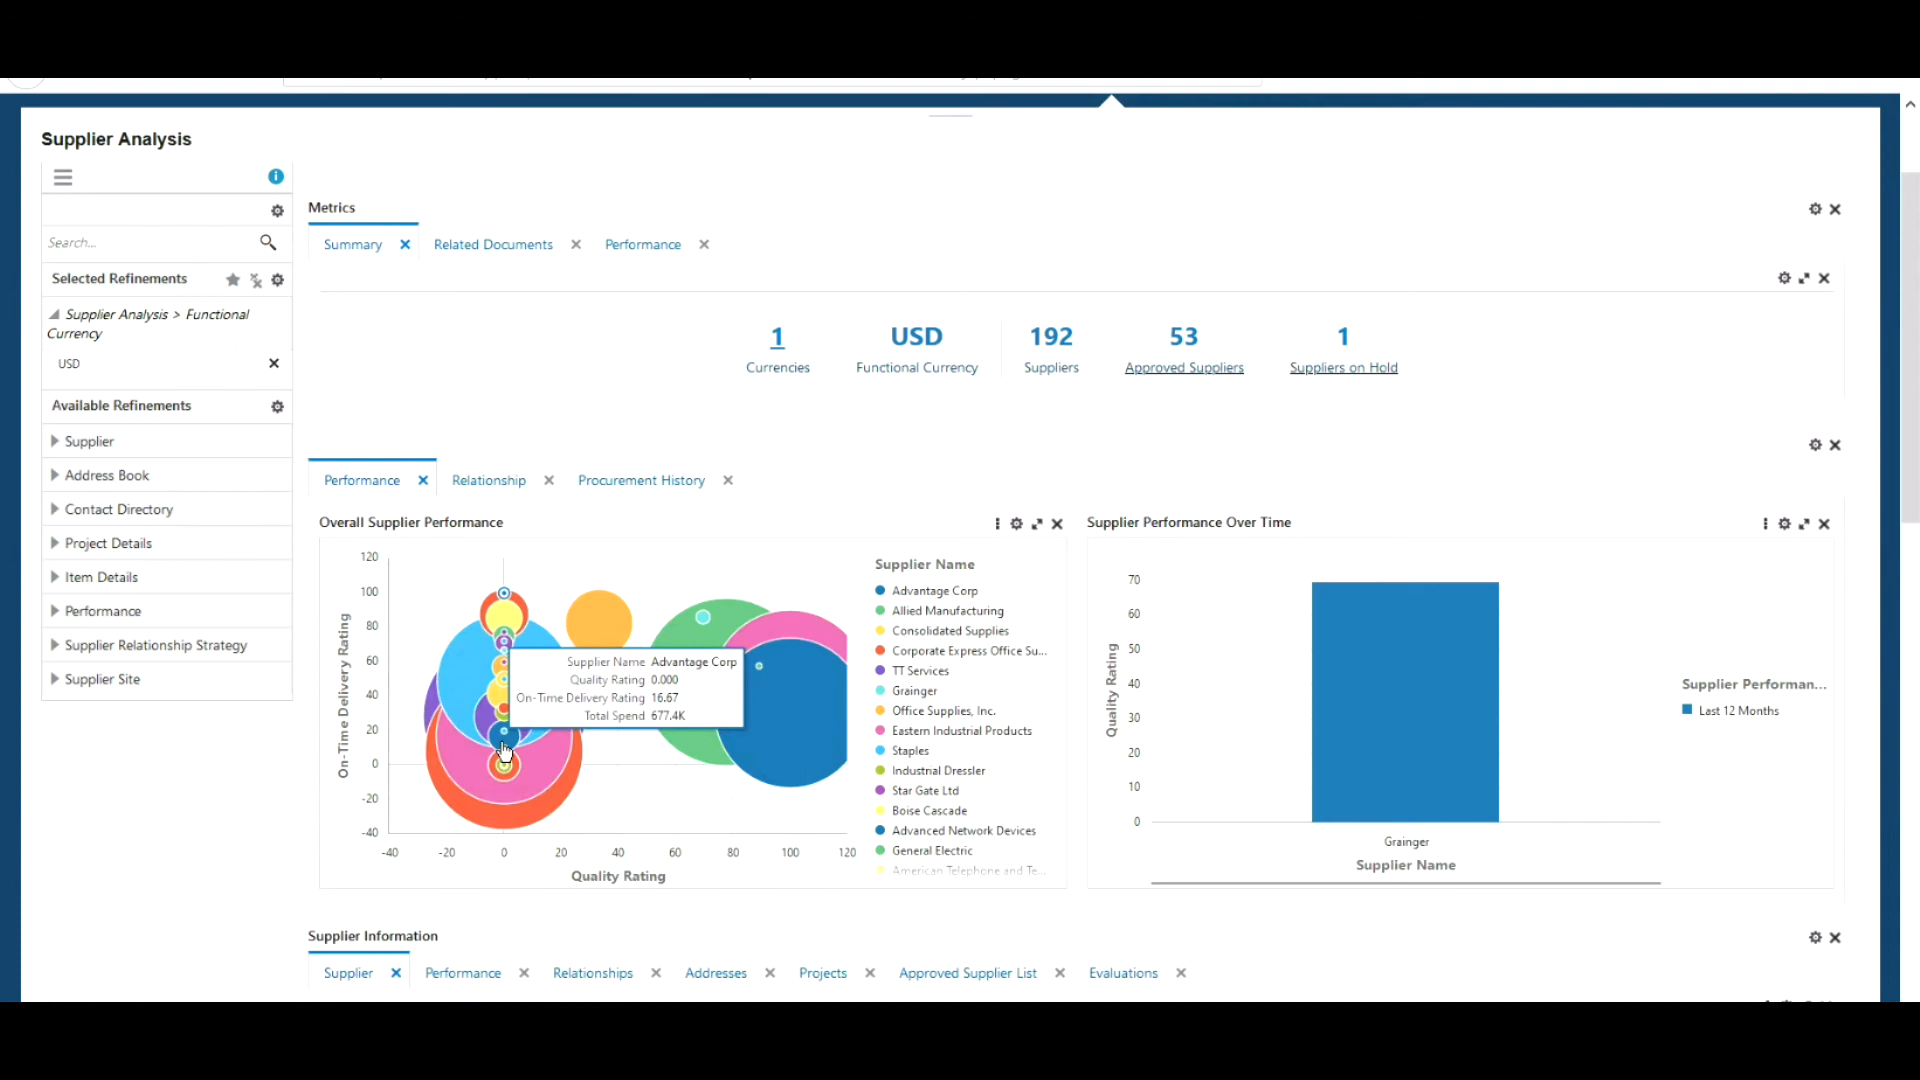 Supplier Analysis
Search...
Selected Refinements
Supplier Analysis > Functional
Currency
USD
Available Refinements
Supplier
Address Book
Contact Directory
Project Details
Item Details
Performance
Supplier Relationship Strategy
Supplier Site
Metrics
Summary Related Documents Performance
1 USD 192 53 1
Currencies Functional Currency Suppliers Approved Suppliers Suppliers on Hold
Performance Relationship Procurement History
Overall Supplier Performance
On-Time Delivery Rating
120
100
80
60
40
20
0
-20
-40
-40 -20 0 20 40 60 80 100 120
Quality Rating
Supplier Name Advantage Corp
Quality Rating 0.000
On-Time Delivery Rating 16.67
Total Spend 677.4K
Supplier Name
Advantage Corp
Allied Manufacturing
Consolidated Supplies
Corporate Express Office Su...
TT Services
Grainger
Office Supplies, Inc.
Eastern Industrial Products
Staples
Industrial Dressler
Star Gate Ltd
Boise Cascade
Advanced Network Devices
General Electric
American Telephone and Te...
Supplier Performance Over Time
Quality Rating
70
60
50
40
30
20
10
0
Grainger
Supplier Name
Supplier Performan...
Last 12 Months
Supplier Information
Supplier Performance Relationships Addresses Projects Approved Supplier List Evaluations